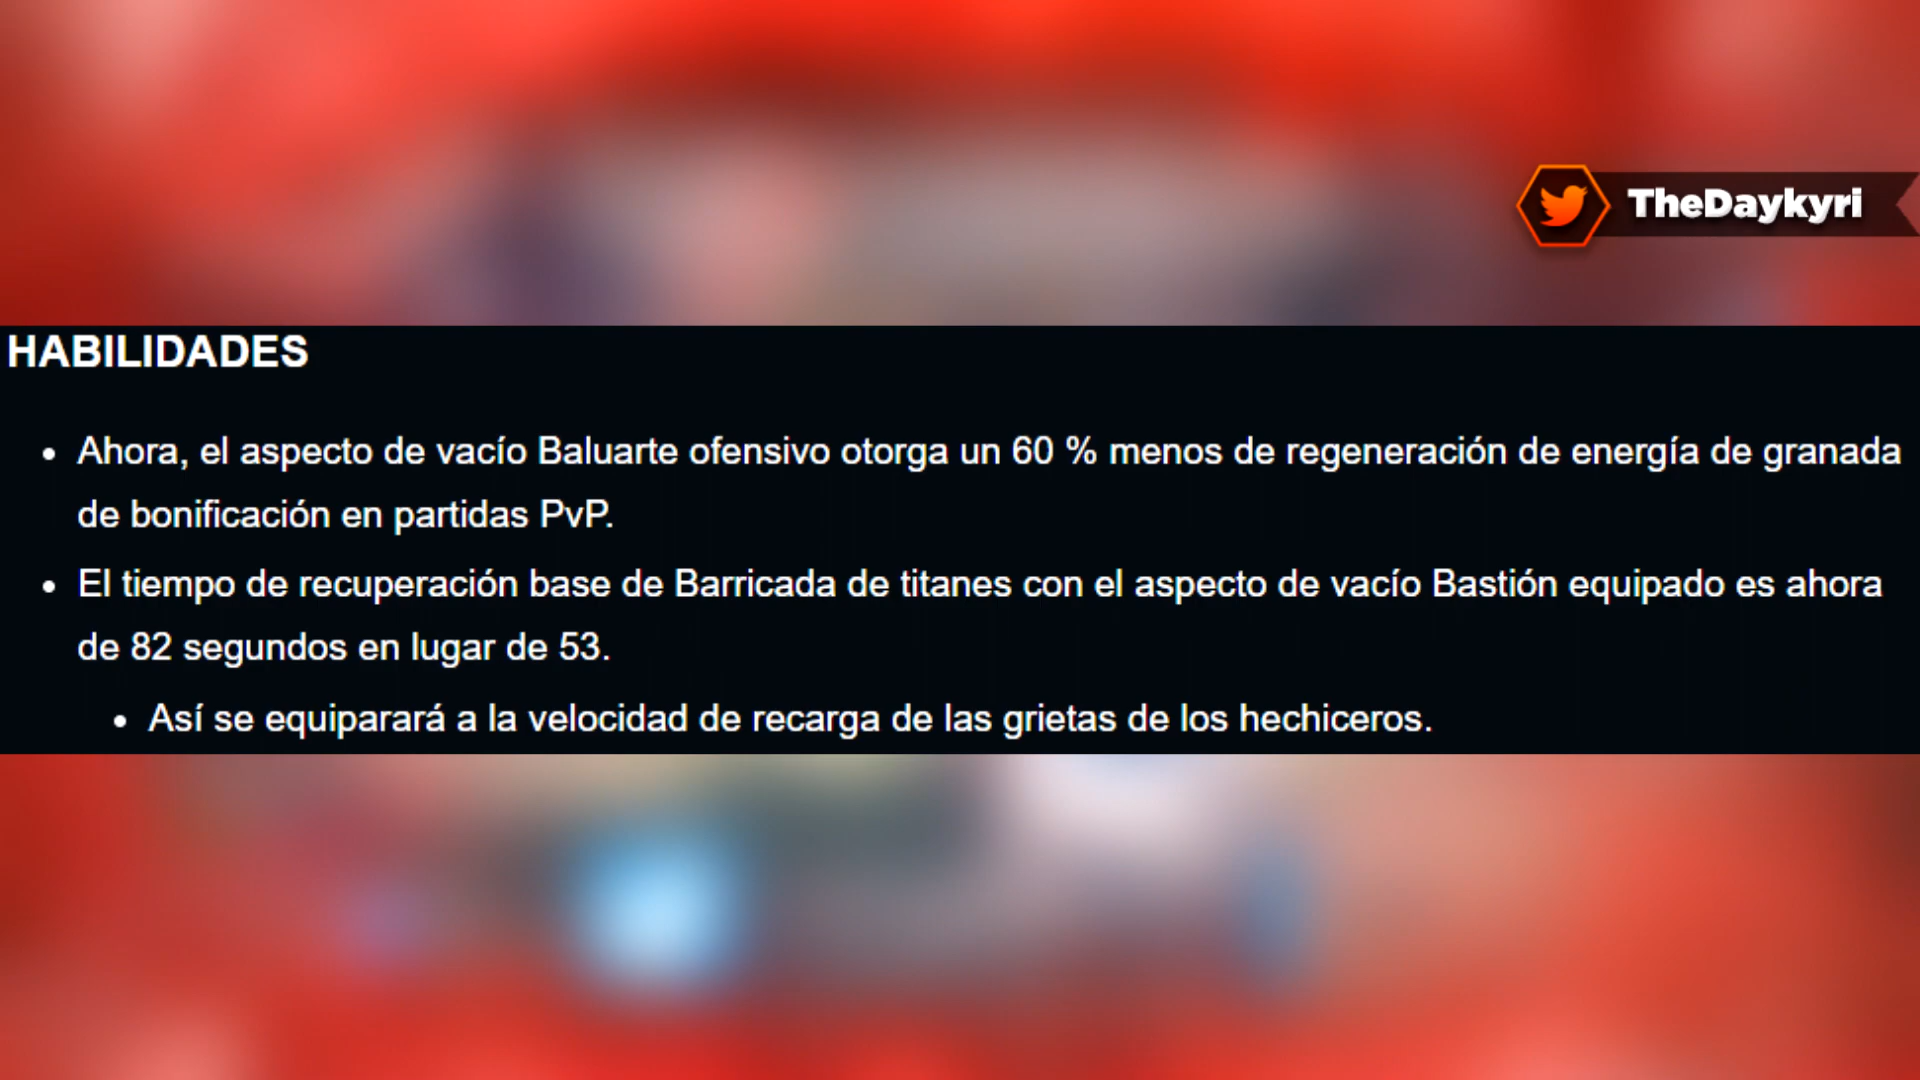 TheDaykyri
HABILIDADES
Ahora, el aspecto de vacío Baluarte ofensivo otorga un 60 % menos de regeneración de energía de granada
de bonificación en partidas PvP.
El tiempo de recuperación base de Barricada de titanes con el aspecto de vacío Bastión equipado es ahora
de 82 segundos en lugar de 53.
Así se equiparará a la velocidad de recarga de las grietas de los hechiceros.